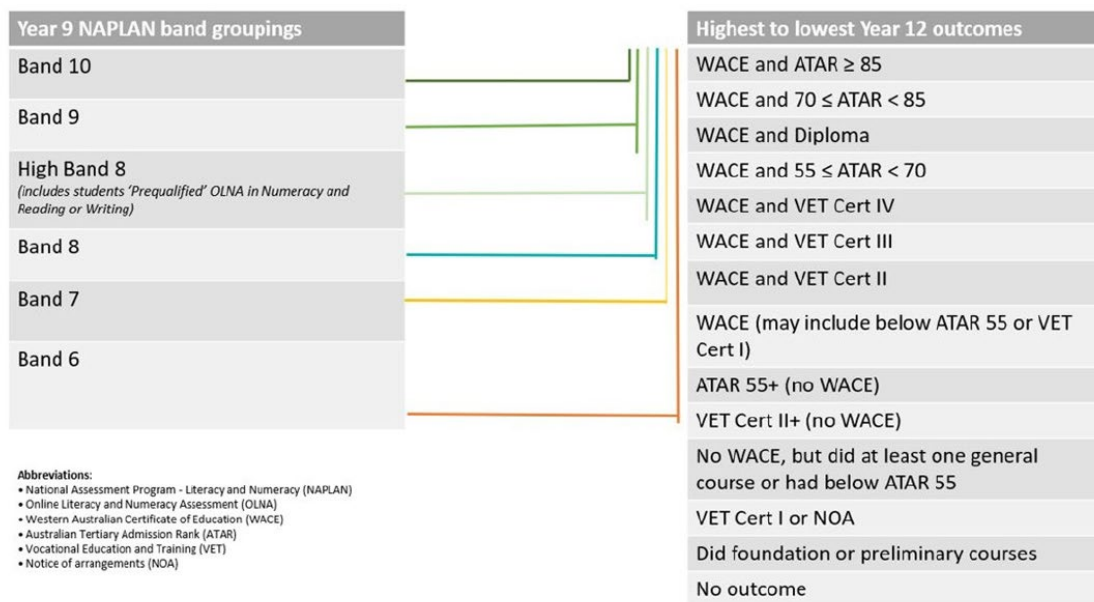 Year 9 NAPLAN band groupings
Band 10
Band 9
High Band 8
(includes students ‘Prequalified’ OLNA in Numeracy and
Reading or Writing)
Band 8
Band 7
Band 6
Highest to lowest Year 12 outcomes
WACE and ATAR ≥ 85
WACE and 70 ≤ ATAR < 85
WACE and Diploma
WACE and 55 ≤ ATAR < 70
WACE and VET Cert IV
WACE and VET Cert III
WACE and VET Cert II
WACE (may include below ATAR 55 or VET
Cert I)
ATAR 55+ (no WACE)
VET Cert II+ (no WACE)
No WACE, but did at least one general
course or had below ATAR 55
VET Cert I or NOA
Did foundation or preliminary courses
No outcome
Abbreviations:
• National Assessment Program - Literacy and Numeracy (NAPLAN)
• Online Literacy and Numeracy Assessment (OLNA)
• Western Australian Certificate of Education (WACE)
• Australian Tertiary Admission Rank (ATAR)
• Vocational Education and Training (VET)
• Notice of arrangements (NOA)